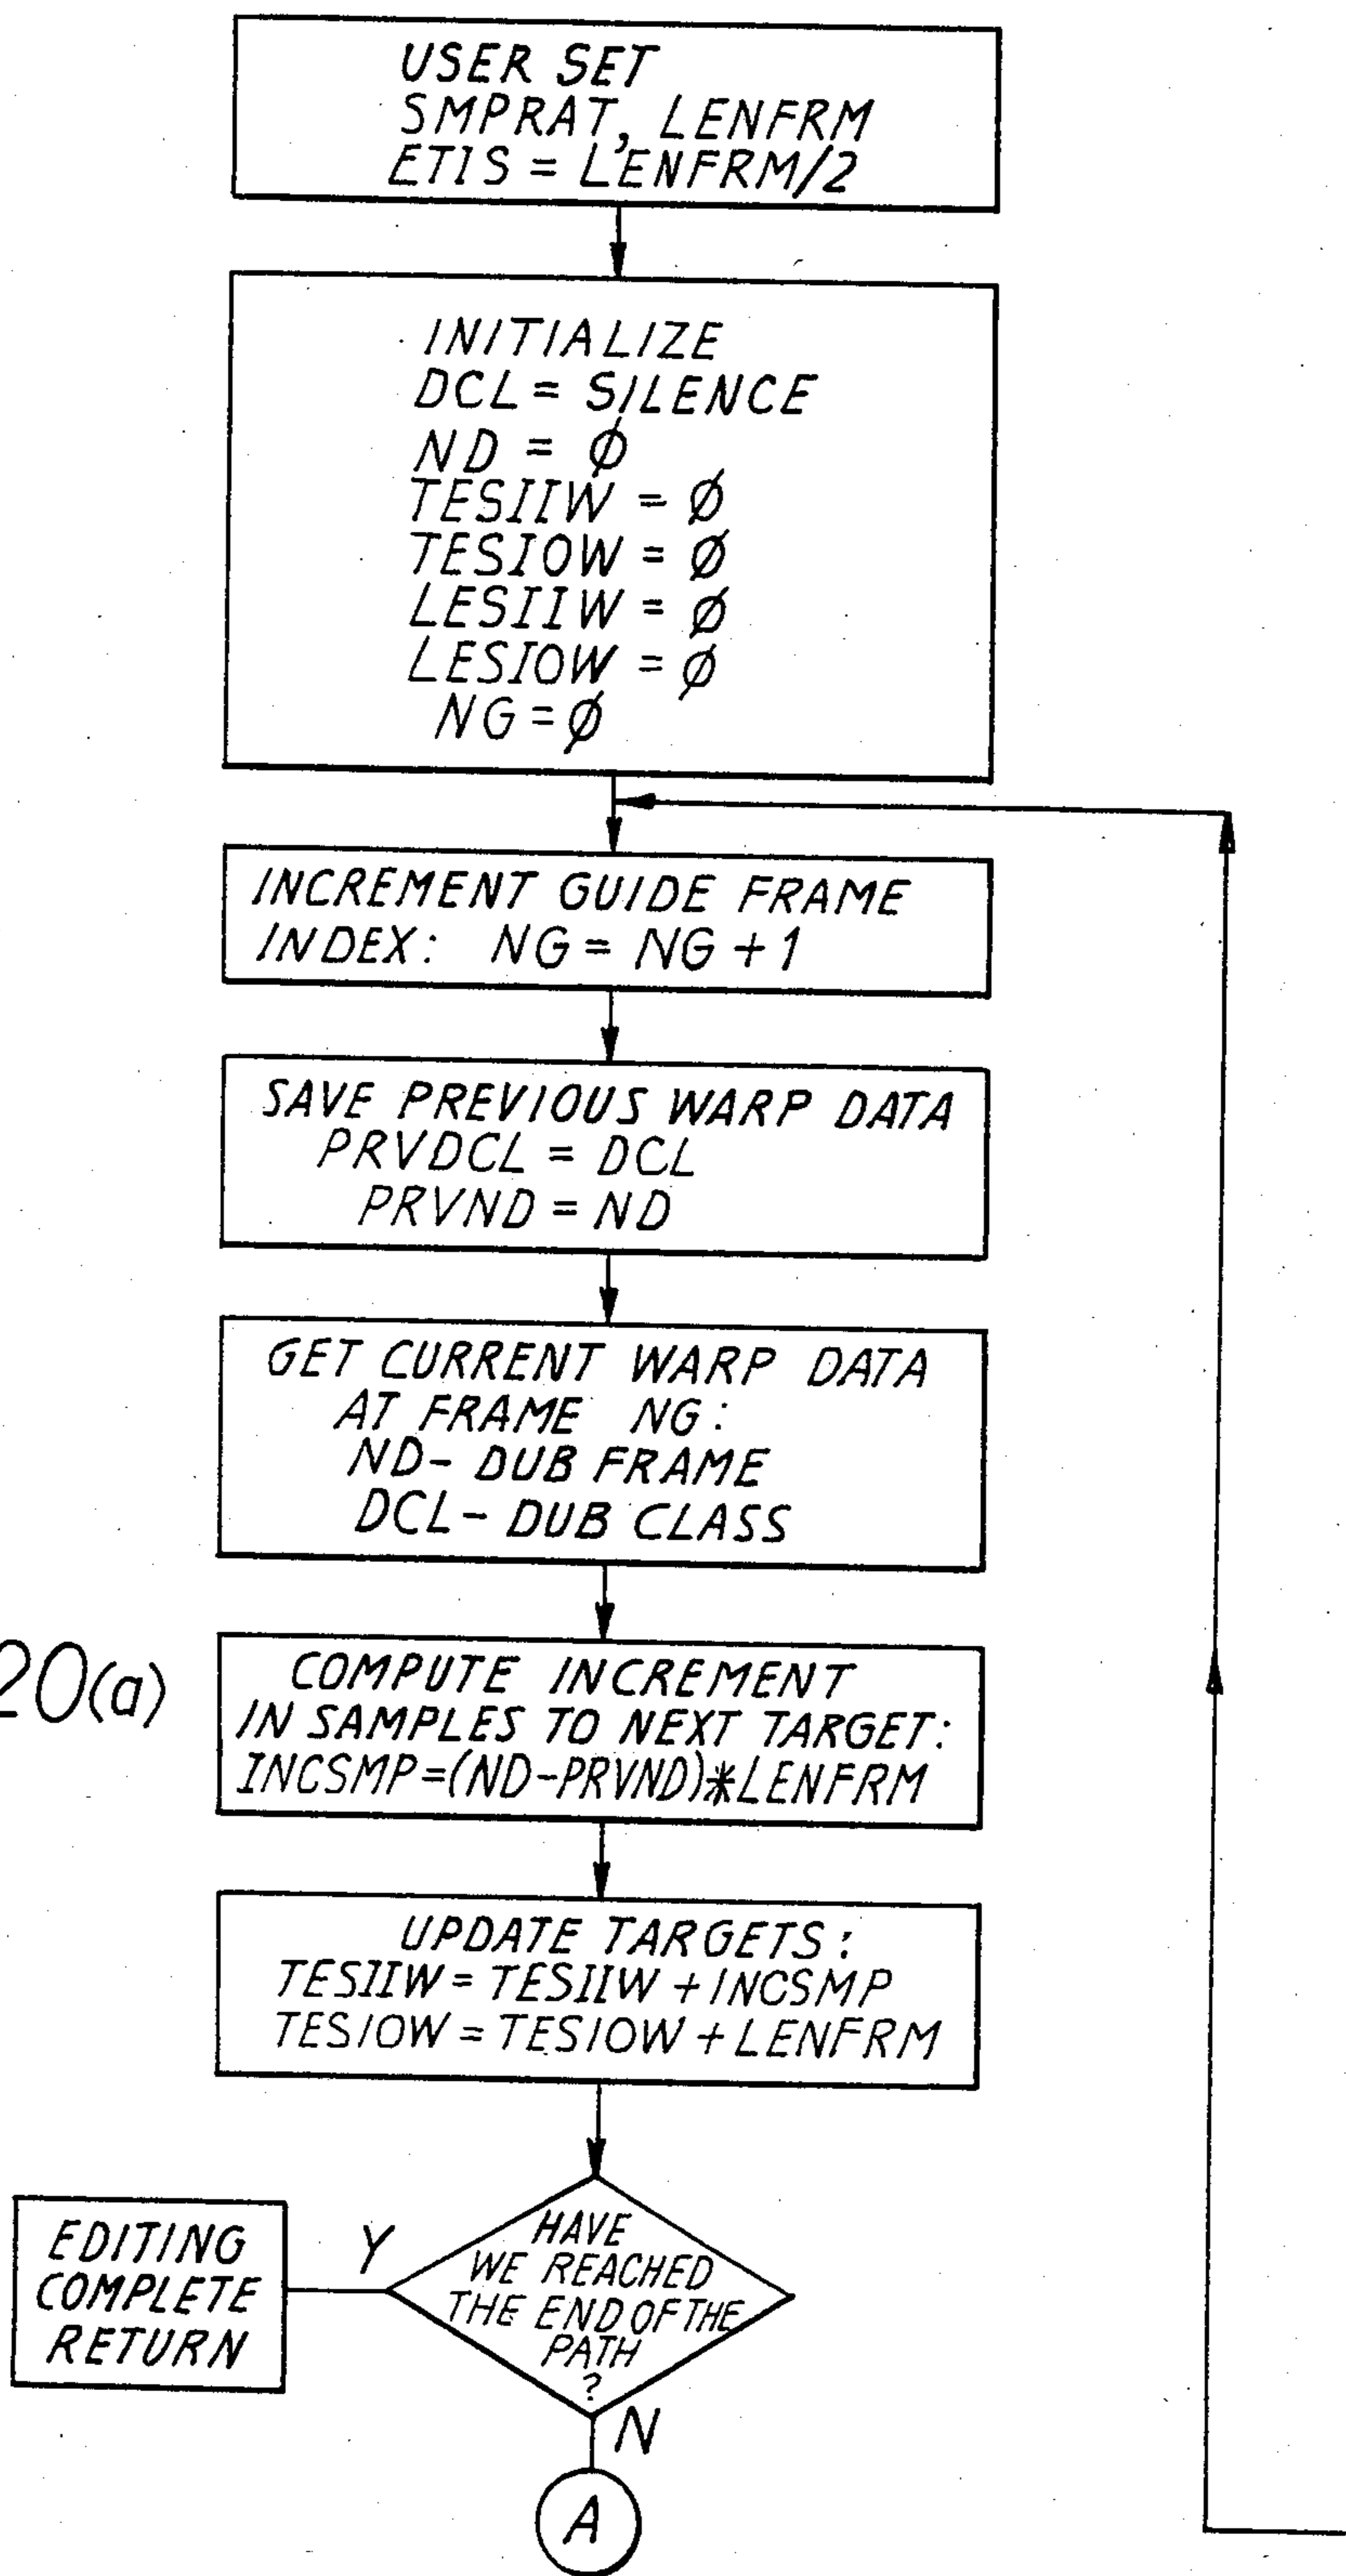 USER SET
SMPRAT, LENFRM
ETIS = LENFRM/2
INITIALIZE
DCL = SILENCE
ND = Ø
TESIIW = Ø
TESIOW = Ø
LESIIW = Ø
LESIOW = Ø
NG = Ø
INCREMENT GUIDE FRAME
INDEX: NG = NG + 1
SAVE PREVIOUS WARP DATA
PRVDCL = DCL
PRVND = ND
GET CURRENT WARP DATA
AT FRAME NG:
ND- DUB FRAME
DCL- DUB CLASS
20(a)
COMPUTE INCREMENT
IN SAMPLES TO NEXT TARGET:
INCSMP=(ND-PRVND)*LENFRM
UPDATE TARGETS:
TESIIW = TESIIW + INCSMP
TESIOW = TESIOW + LENFRM
HAVE
WE REACHED
THE END OF THE
PATH
?
Y
EDITING
COMPLETE
RETURN
N
A